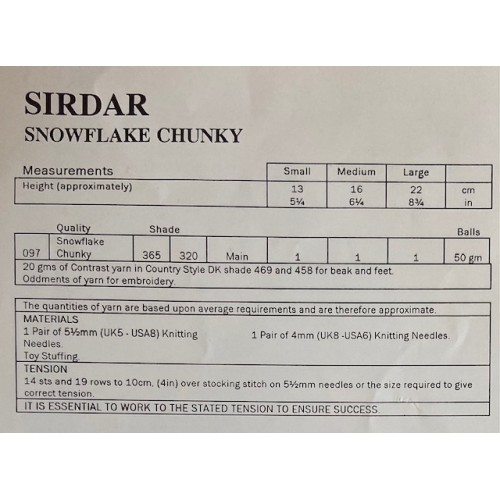 SIRDAR
SNOWFLAKE CHUNKY
Measurements Small Medium Large
Height (approximately) 13 16 22 cm
5¼ 6¼ 8¾ in
Quality Shade Balls
097 Snowflake Chunky 365 320 Main 1 1 1 50 gm
20 gms of Contrast yarn in Country Style DK shade 469 and 458 for beak and feet.
Oddments of yarn for embroidery.
The quantities of yarn are based upon average requirements and are therefore approximate.
MATERIALS
1 Pair of 5½mm (UK5 - USA8) Knitting Needles. 1 Pair of 4mm (UK8 -USA6) Knitting Needles.
Toy Stuffing.
TENSION
14 sts and 19 rows to 10cm, (4in) over stocking stitch on 5½mm needles or the size required to give
correct tension.
IT IS ESSENTIAL TO WORK TO THE STATED TENSION TO ENSURE SUCCESS.